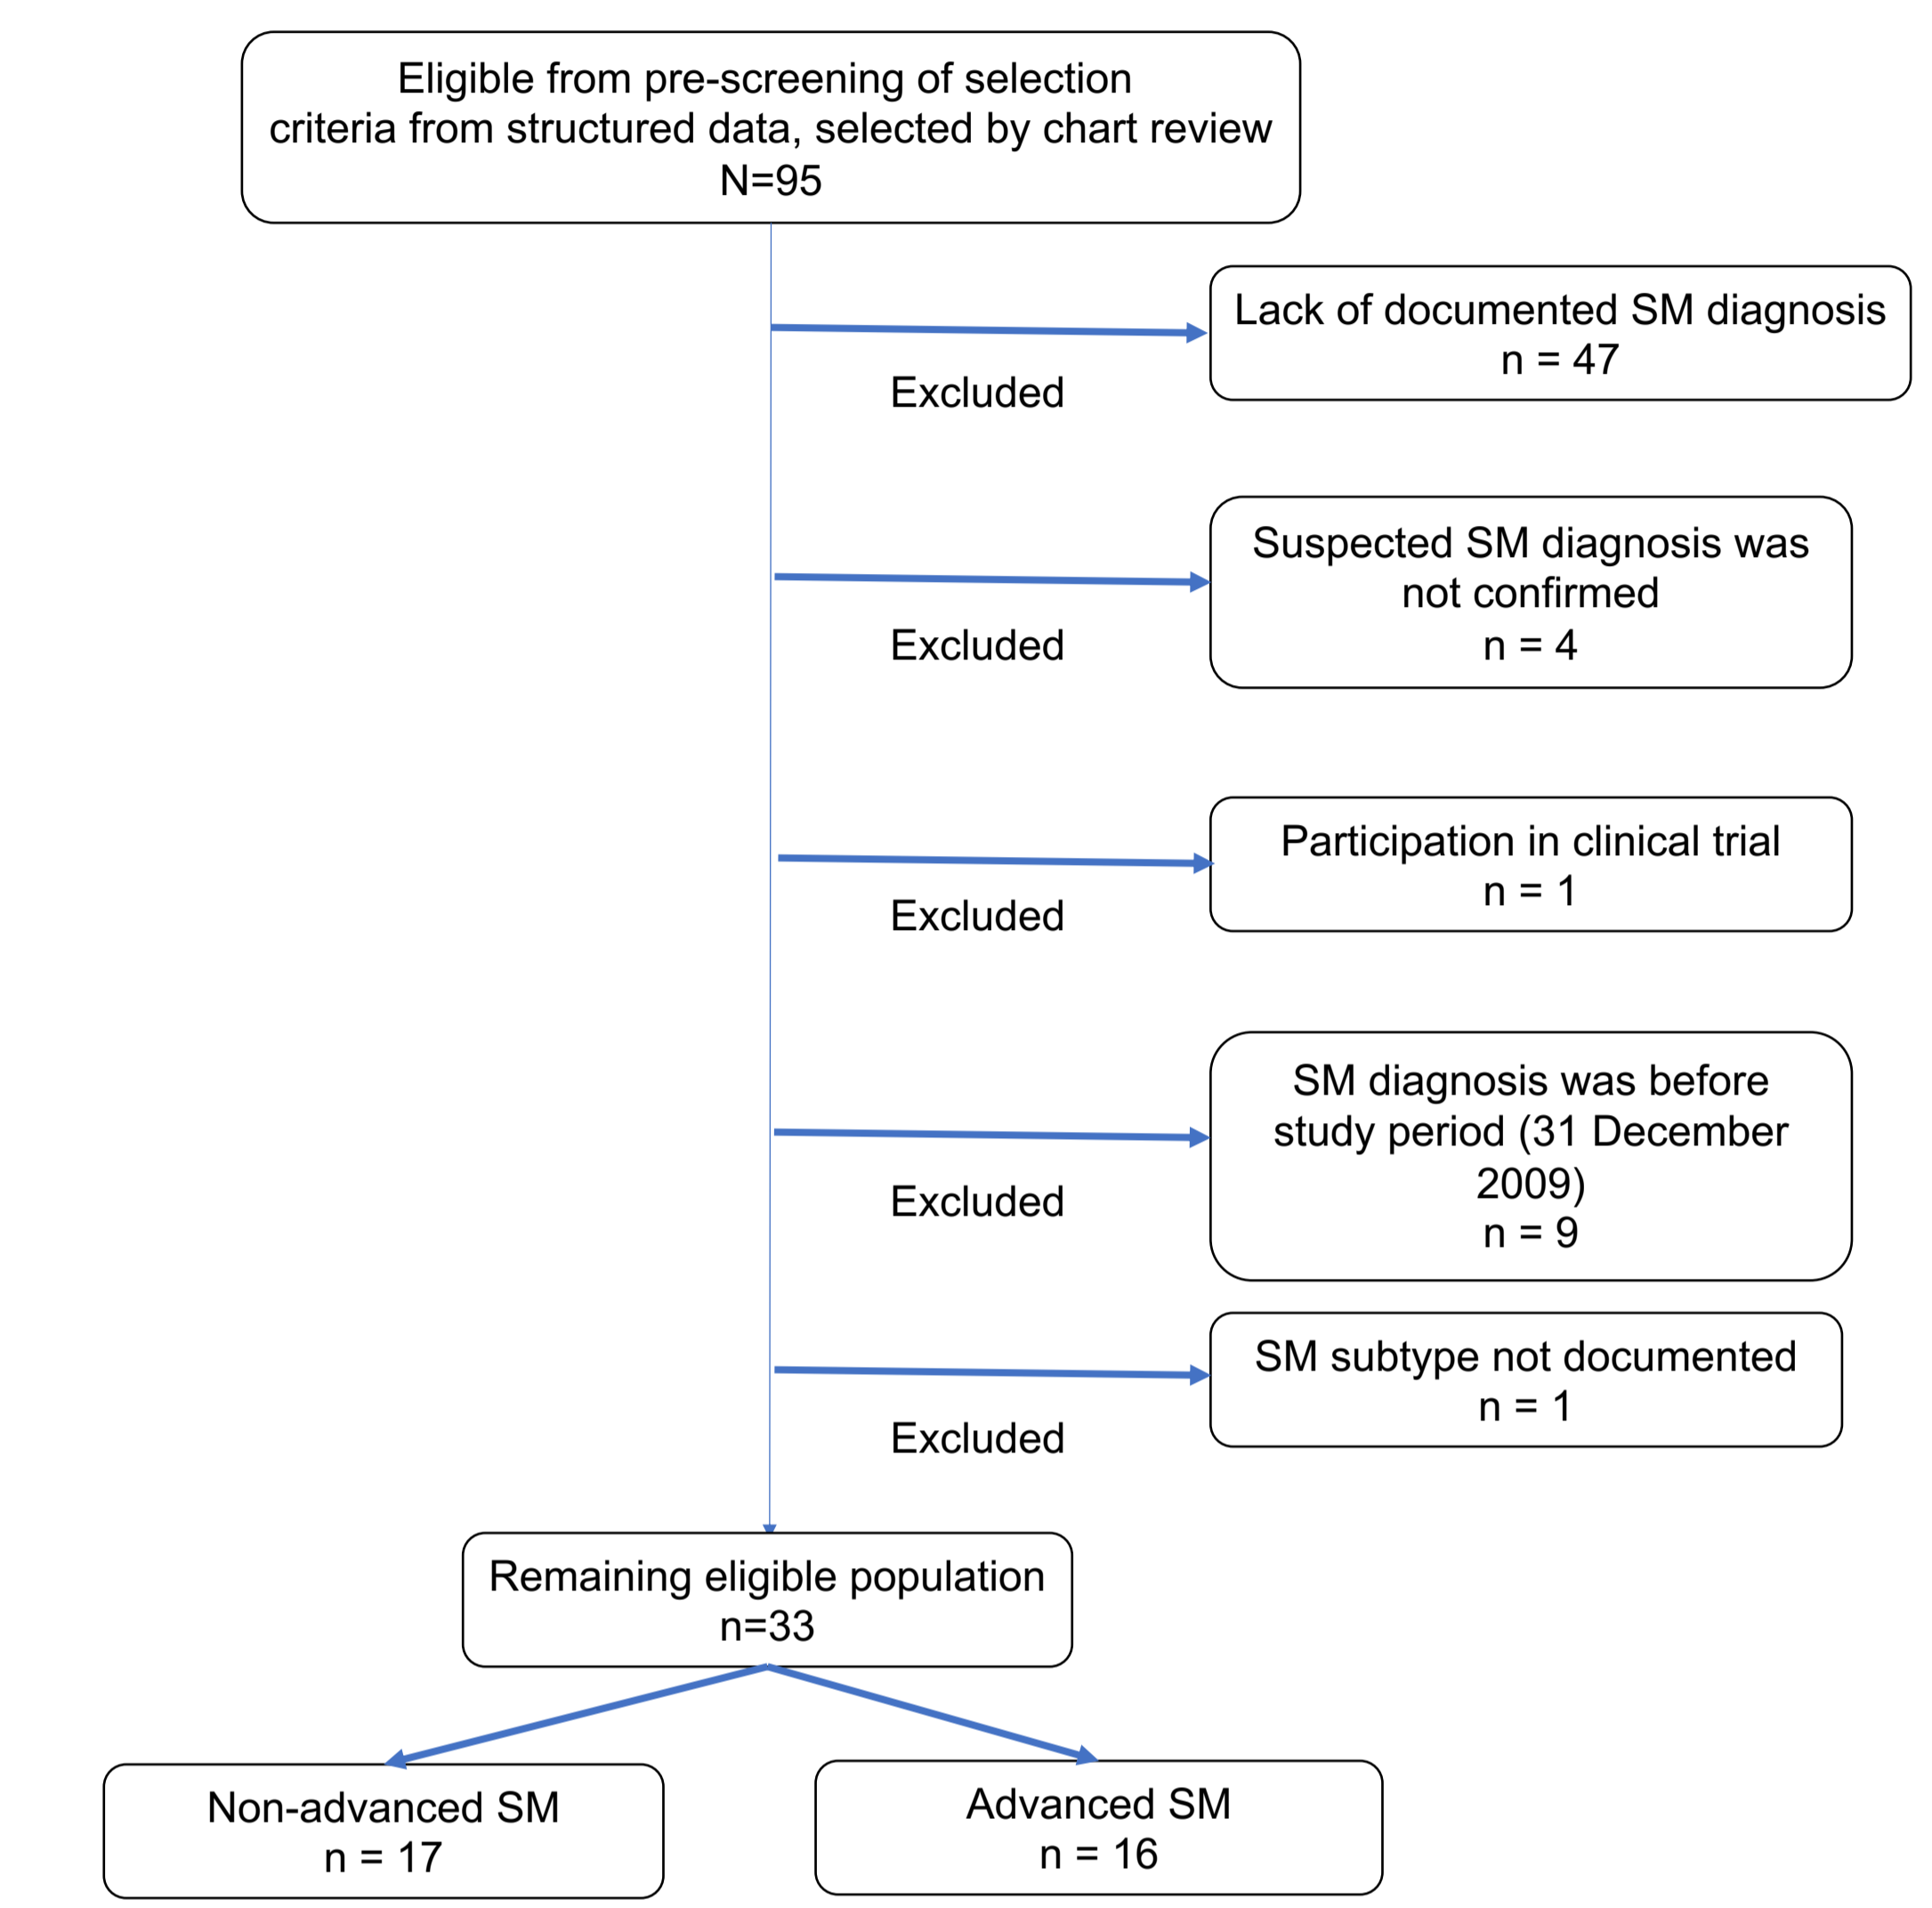 Eligible from pre-screening of selection
criteria from structured data, selected by chart review
N=95
Lack of documented SM diagnosis
n = 47
Excluded
Suspected SM diagnosis was
not confirmed
n = 4
Excluded
Participation in clinical trial
n = 1
Excluded
SM diagnosis was before
study period (31 December
2009)
n = 9
Excluded
SM subtype not documented
n = 1
Excluded
Remaining eligible population
n=33
Non-advanced SM
n = 17
Advanced SM
n = 16